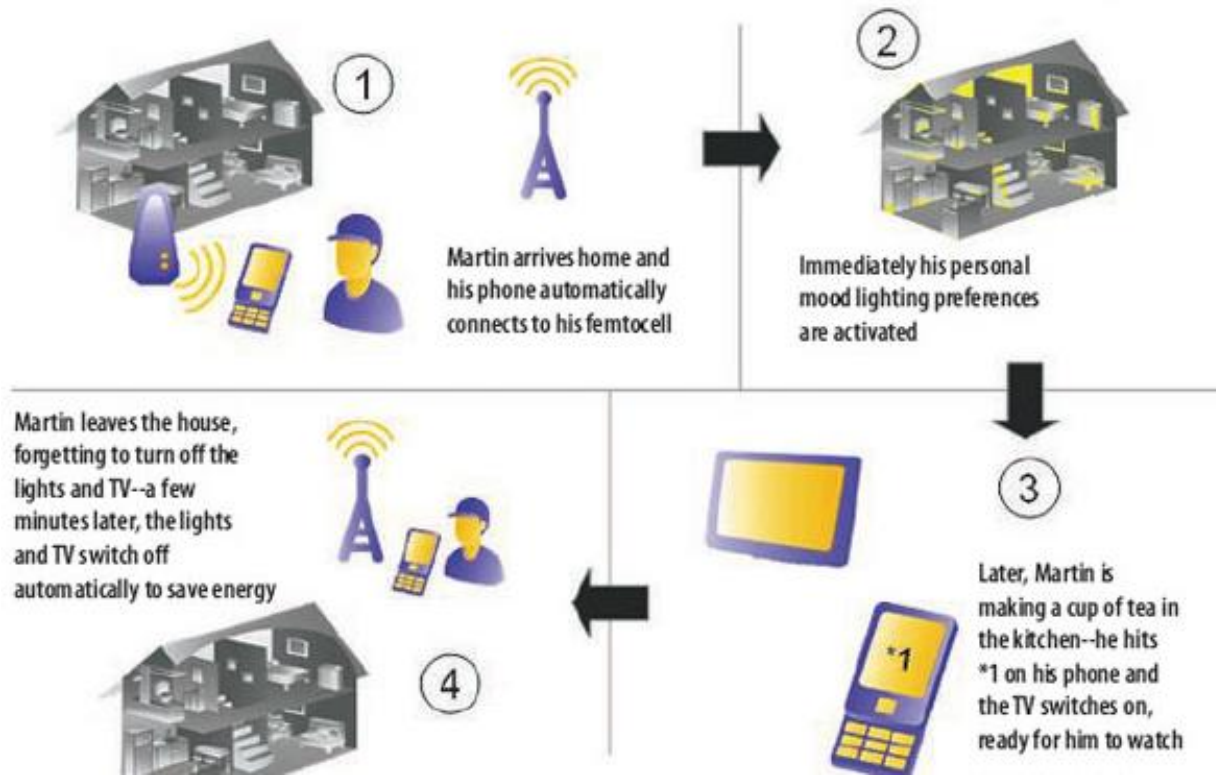 1
Martin arrives home and
his phone automatically
connects to his femtocell
2
Immediately his personal
mood lighting preferences
are activated
3
*1
Later, Martin is
making a cup of tea in
the kitchen--he hits
*1 on his phone and
the TV switches on,
ready for him to watch
4
Martin leaves the house,
forgetting to turn off the
lights and TV--a few
minutes later, the lights
and TV switch off
automatically to save energy